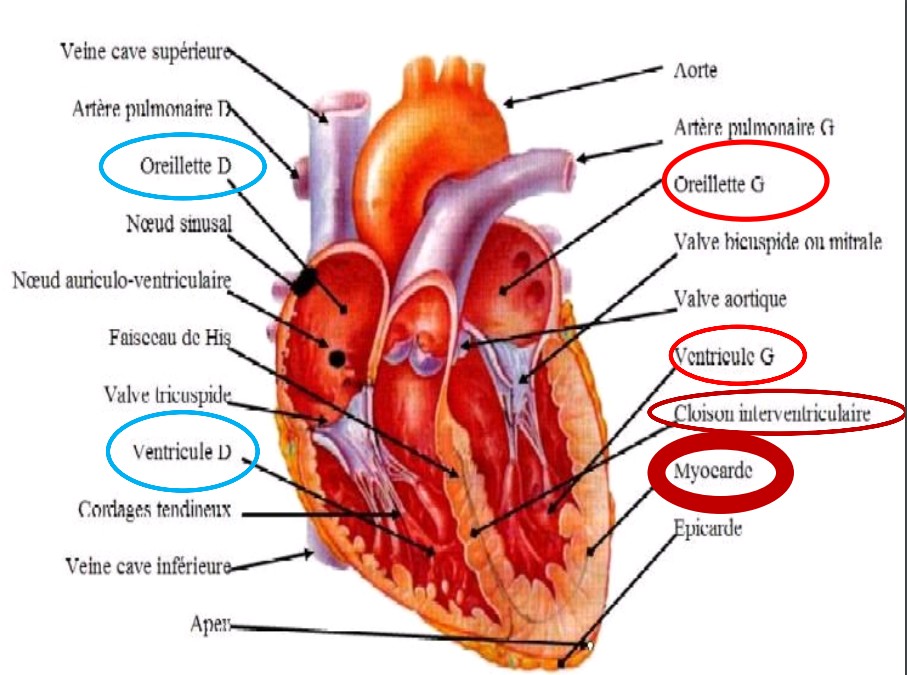 Veine cave supérieure
Artère pulmonaire D
Oreillette D
Nœud sinusal
Nœud auriculo-ventriculaire
Faisceau de His
Valve tricuspide
Ventricule D
Cordages tendineux
Veine cave inférieure
Apex
Aorte
Artère pulmonaire G
Oreillette G
Valve bicuspide ou mitrale
Valve aortique
Ventricule G
Cloison interventriculaire
Myocarde
Epicarde